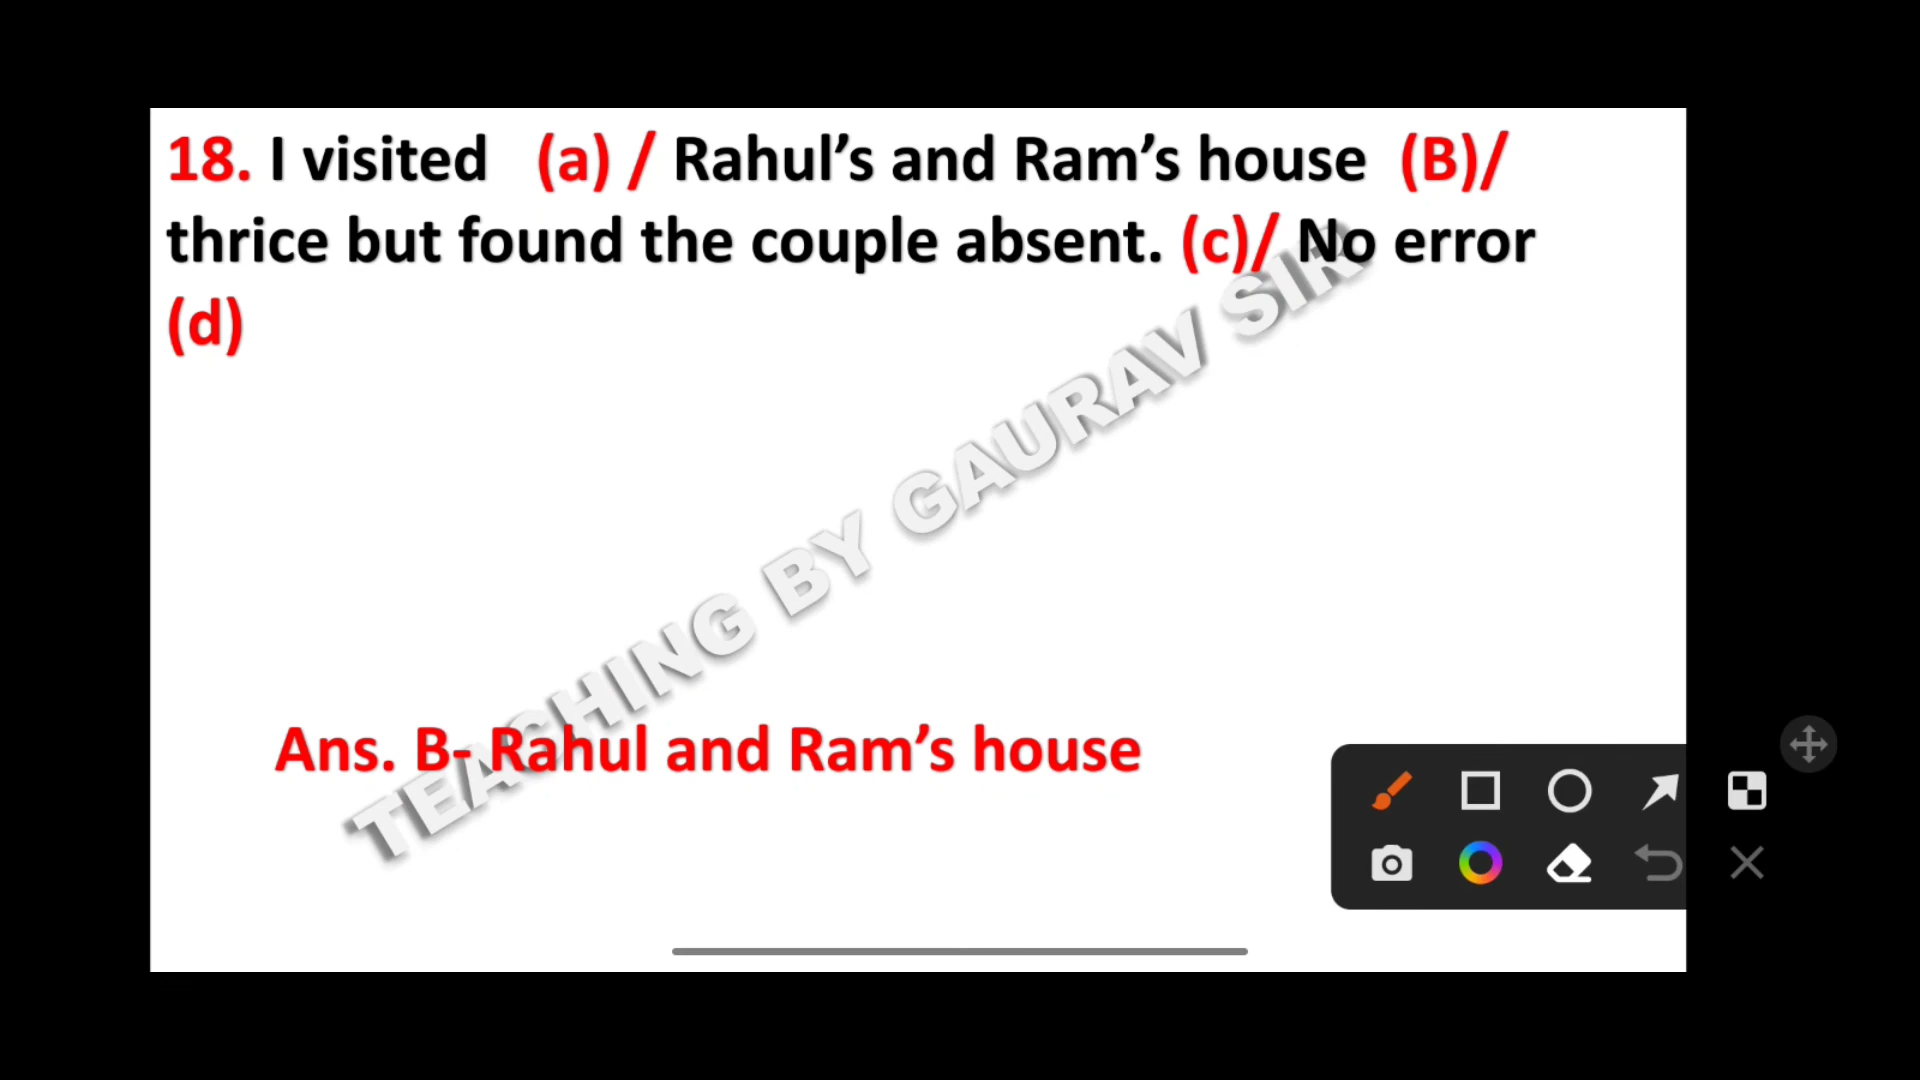 18. I visited (a) / Rahul’s and Ram’s house (B)/
thrice but found the couple absent. (c)/ No error
(d)
TEACHING BY GAURAV SIR
Ans. B- Rahul and Ram’s house